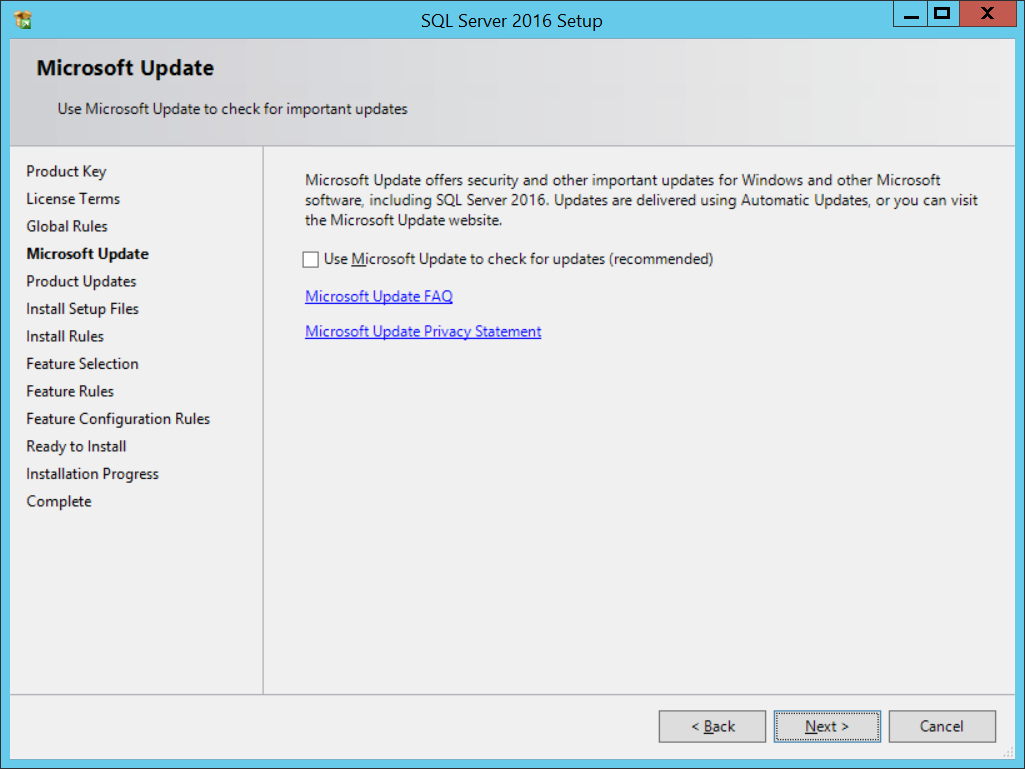 SQL Server 2016 Setup
Microsoft Update
Use Microsoft Update to check for important updates
Product Key
License Terms
Global Rules
Microsoft Update
Product Updates
Install Setup Files
Install Rules
Feature Selection
Feature Rules
Feature Configuration Rules
Ready to Install
Installation Progress
Complete
Microsoft Update offers security and other important updates for Windows and other Microsoft
software, including SQL Server 2016. Updates are delivered using Automatic Updates, or you can visit
the Microsoft Update website.
Use Microsoft Update to check for updates (recommended)
Microsoft Update FAQ
Microsoft Update Privacy Statement
< Back
Next >
Cancel